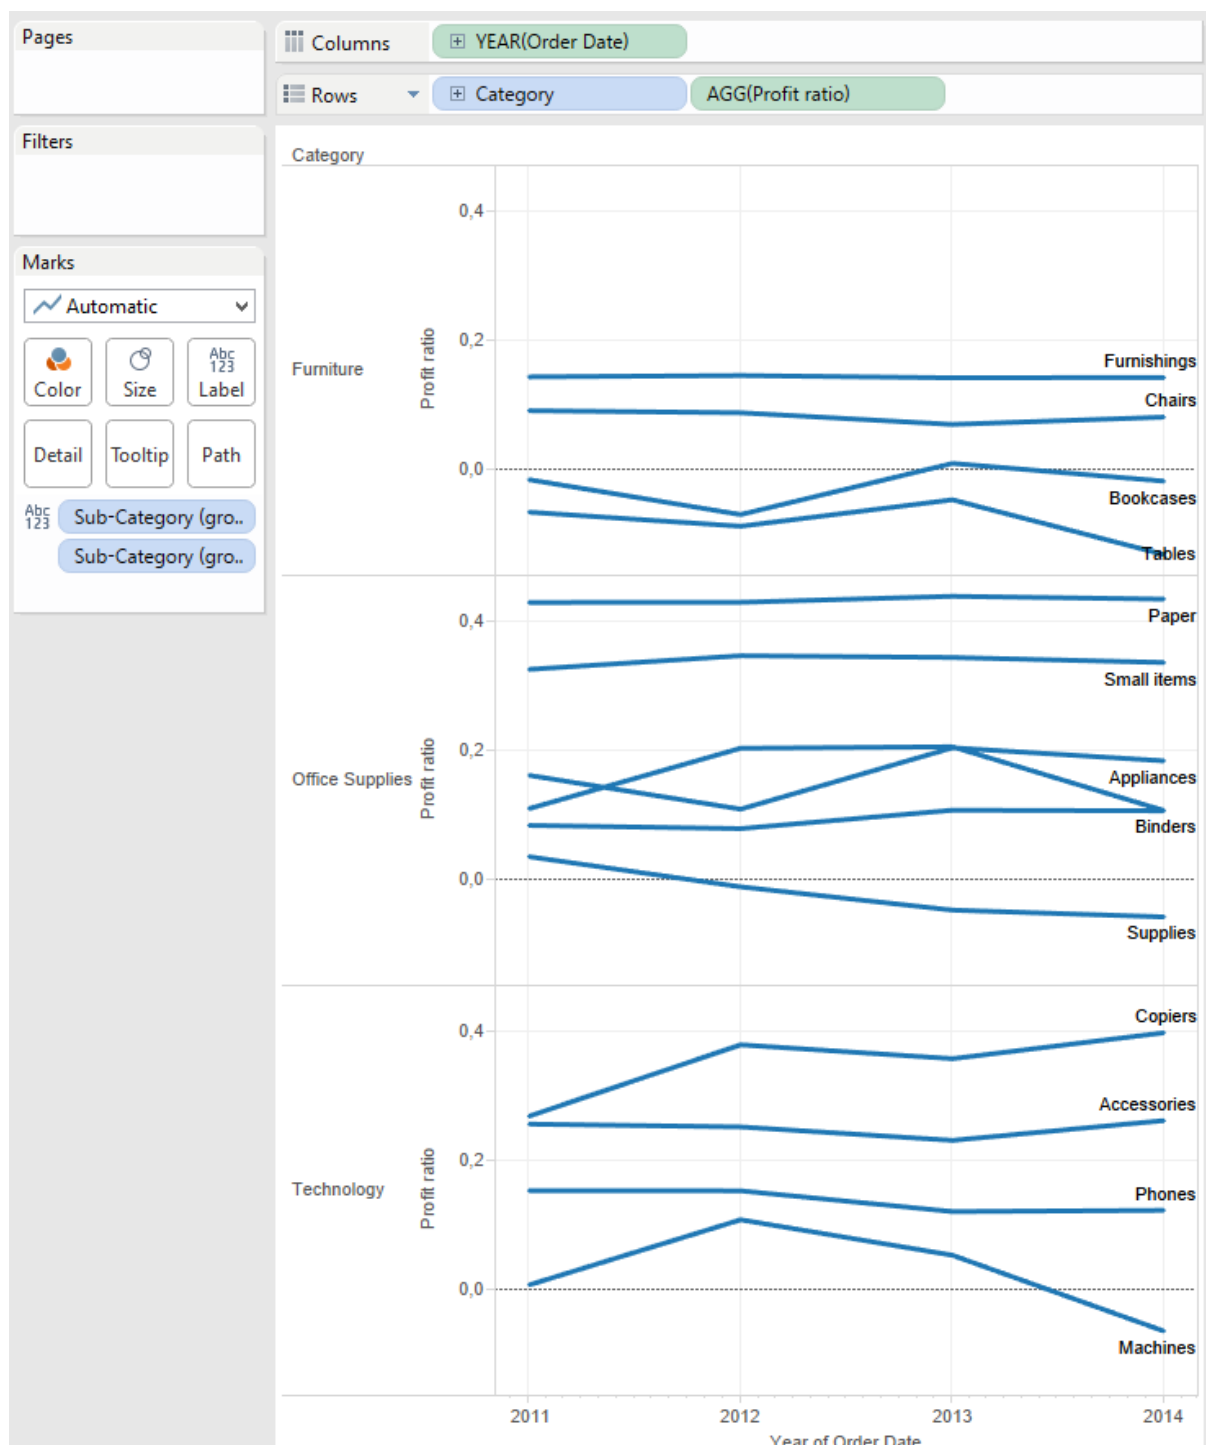 Pages
Columns
YEAR(Order Date)
Rows
Category
AGG(Profit ratio)
Filters
Marks
Automatic
Color
Size
Abc
123
Label
Detail
Tooltip
Path
Abc
123
Sub-Category (gro..
Sub-Category (gro..
Category
Furniture
Profit ratio
0,4
0,2
0,0
Furnishings
Chairs
Bookcases
Tables
Office Supplies
Profit ratio
0,4
0,2
0,0
Paper
Small items
Appliances
Binders
Supplies
Technology
Profit ratio
0,4
0,2
0,0
Copiers
Accessories
Phones
Machines
2011
2012
2013
2014
Year of Order Date